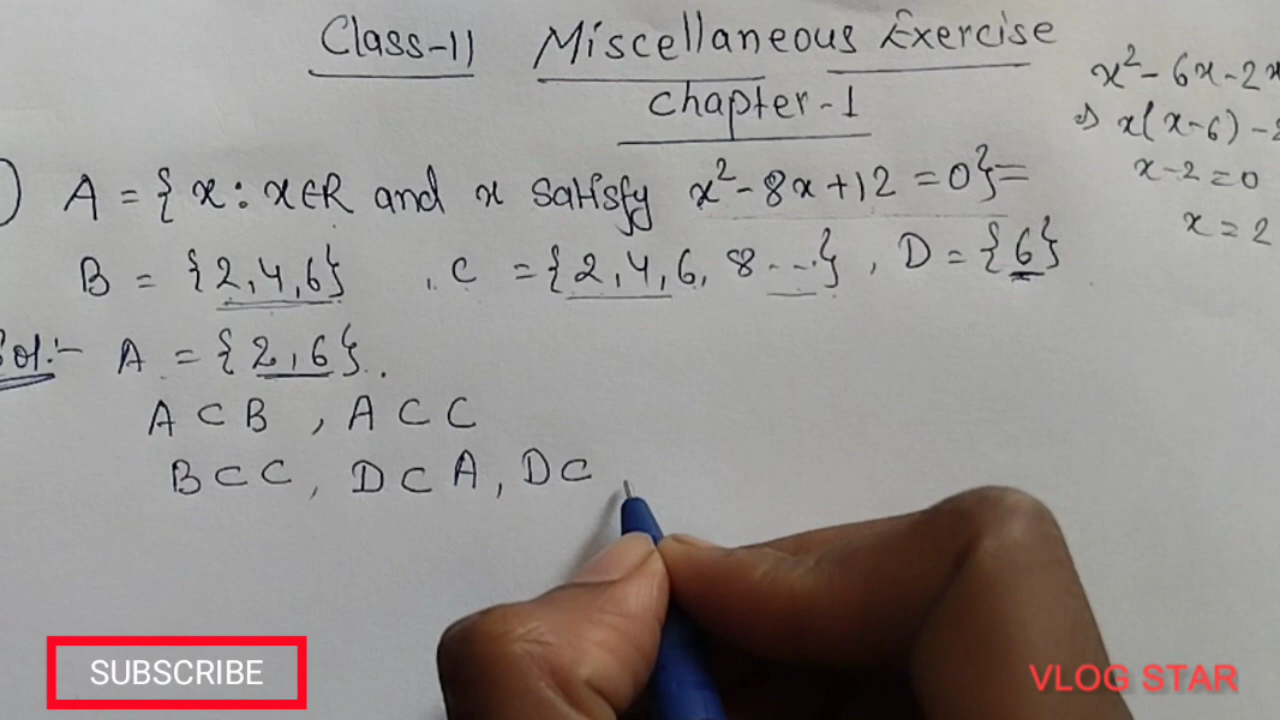 Class-11 Miscellaneous Exercise
Chapter-1
x²-6x-2x
⇒ x(x-6)-2
x-2=0
x=2
) A = {x : x∈R and x satisfy x²-8x+12=0}=
B = {2,4,6} , C = {2,4,6,8...} , D = {6}
Sol:- A = {2,6}.
A⊂B , A⊂C
B⊂C, D⊂A, D⊂
SUBSCRIBE
VLOG STAR